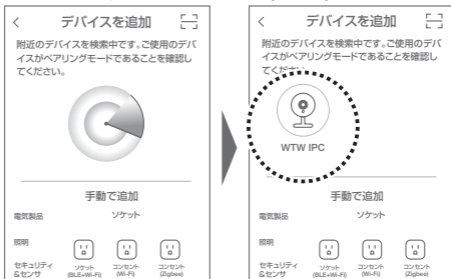 デバイスを追加
附近のデバイスを検索中です。ご使用のデバ
イスがペアリングモードであることを確認し
てください。
手動で追加
電気製品
ソケット
照明
セキュリティ
&センサ
ソケット
(BLE+Wi-Fi)
コンセント
(Wi-Fi)
コンセント
(Zigbee)
デバイスを追加
附近のデバイスを検索中です。ご使用のデバ
イスがペアリングモードであることを確認し
てください。
WTW IPC
手動で追加
電気製品
ソケット
照明
セキュリティ
&センサ
ソケット
(BLE+Wi-Fi)
コンセント
(Wi-Fi)
コンセント
(Zigbee)